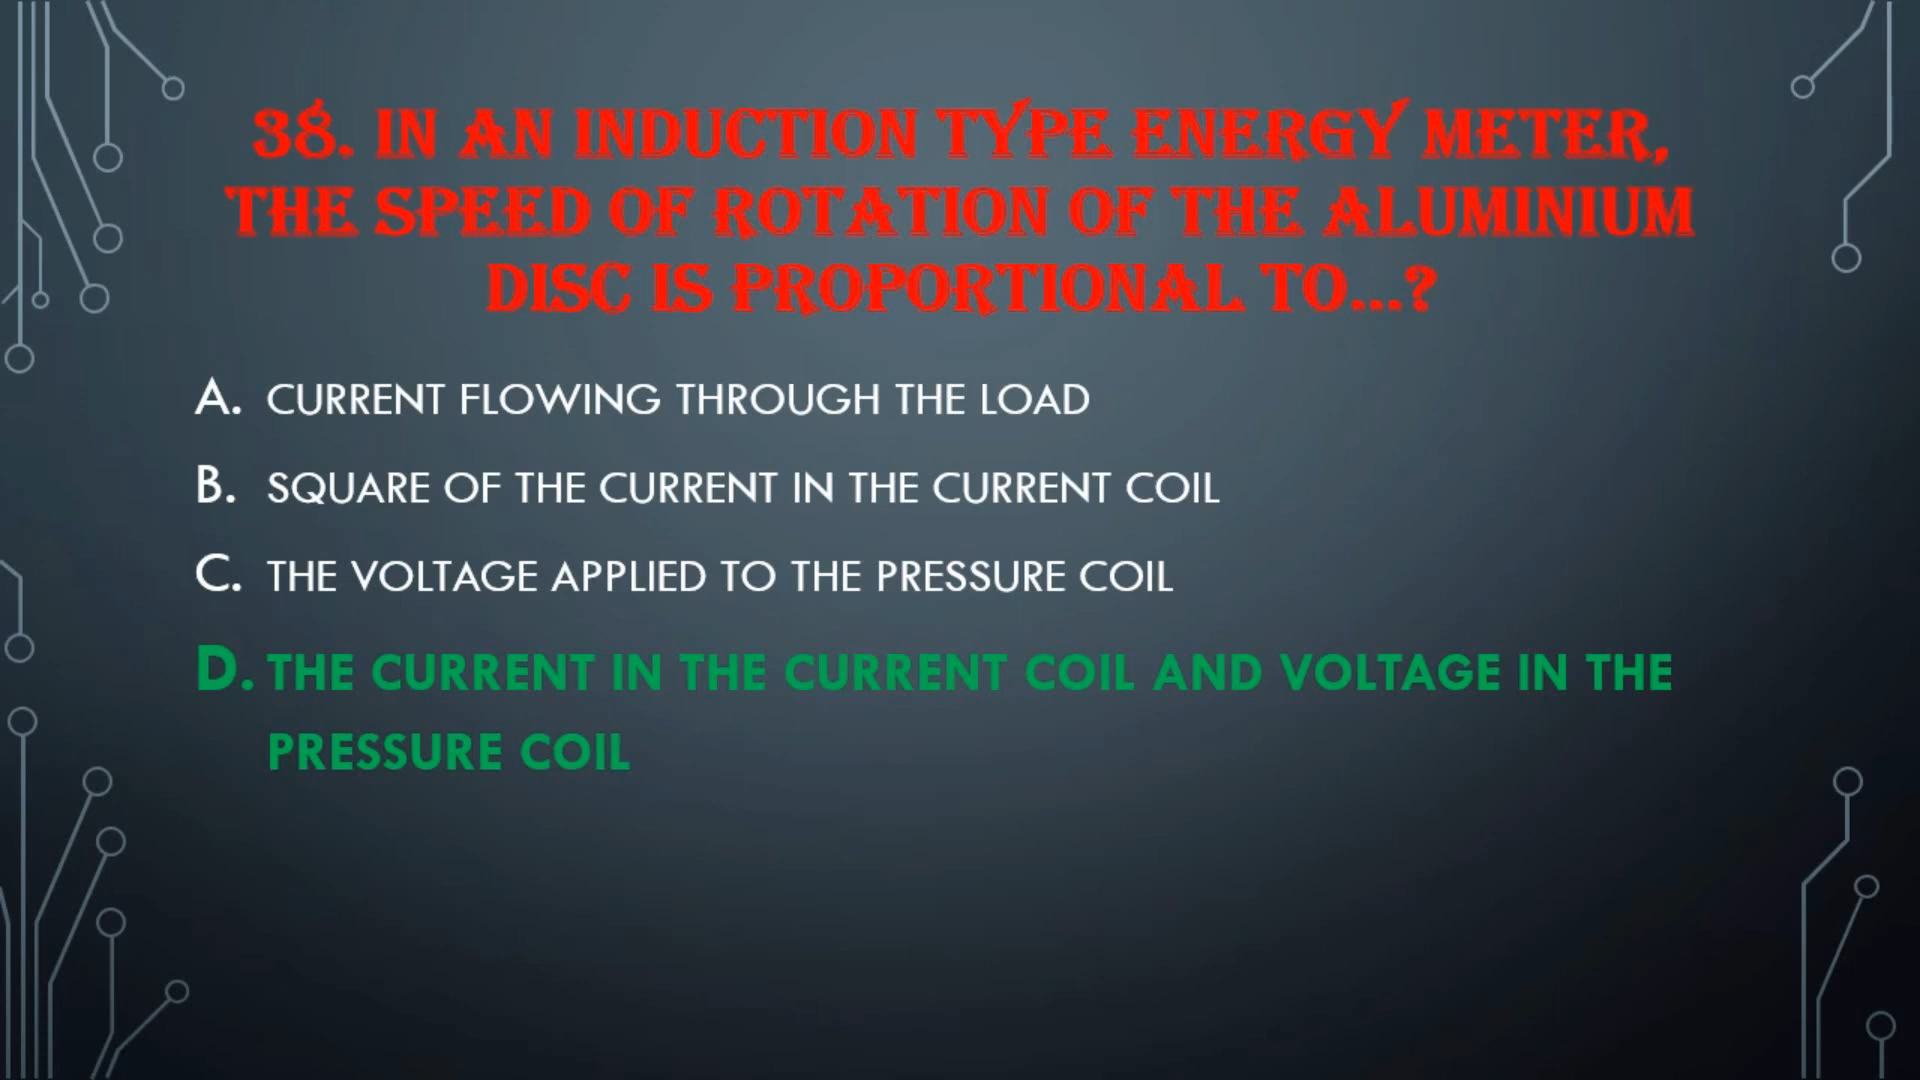 38. IN AN INDUCTION TYPE ENERGY METER,
THE SPEED OF ROTATION OF THE ALUMINIUM
DISC IS PROPORTIONAL TO...?
A. CURRENT FLOWING THROUGH THE LOAD
B. SQUARE OF THE CURRENT IN THE CURRENT COIL
C. THE VOLTAGE APPLIED TO THE PRESSURE COIL
D. THE CURRENT IN THE CURRENT COIL AND VOLTAGE IN THE
PRESSURE COIL